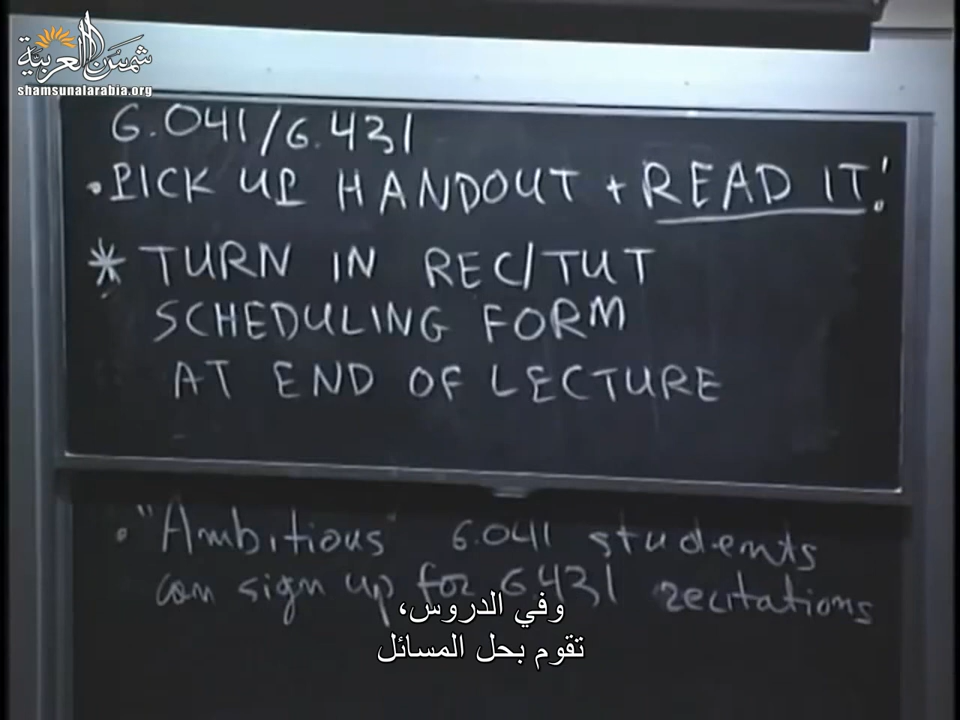 شمس العربية
shamsunalarabia.org
6.041/6.431
• PICK UP HANDOUT + READ IT!
* TURN IN REC/TUT
SCHEDULING FORM
AT END OF LECTURE
• "Ambitious" 6.041 students
can sign up for 6.431 recitations
وفي الدروس،
تقوم بحل المسائل